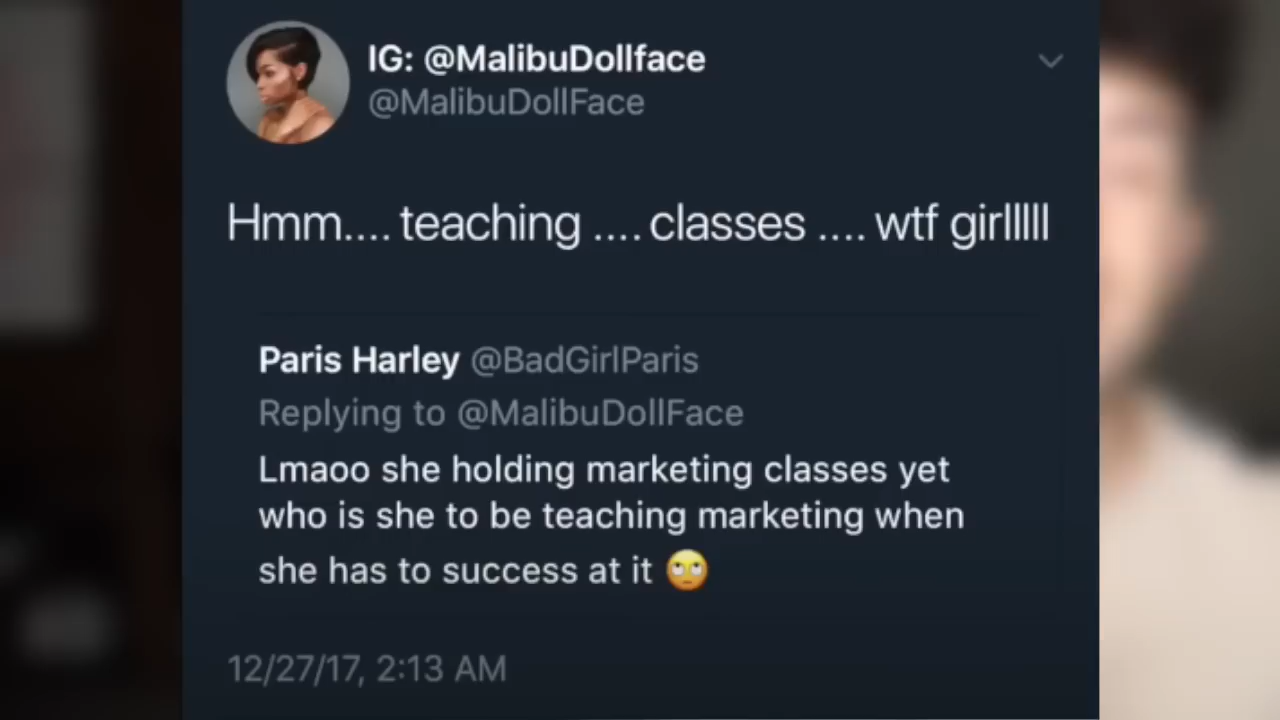 IG: @MalibuDollface
@MalibuDollFace
Hmm.... teaching .... classes .... wtf girlllll
Paris Harley @BadGirlParis
Replying to @MalibuDollFace
Lmaoo she holding marketing classes yet
who is she to be teaching marketing when
she has to success at it 🙄
12/27/17, 2:13 AM